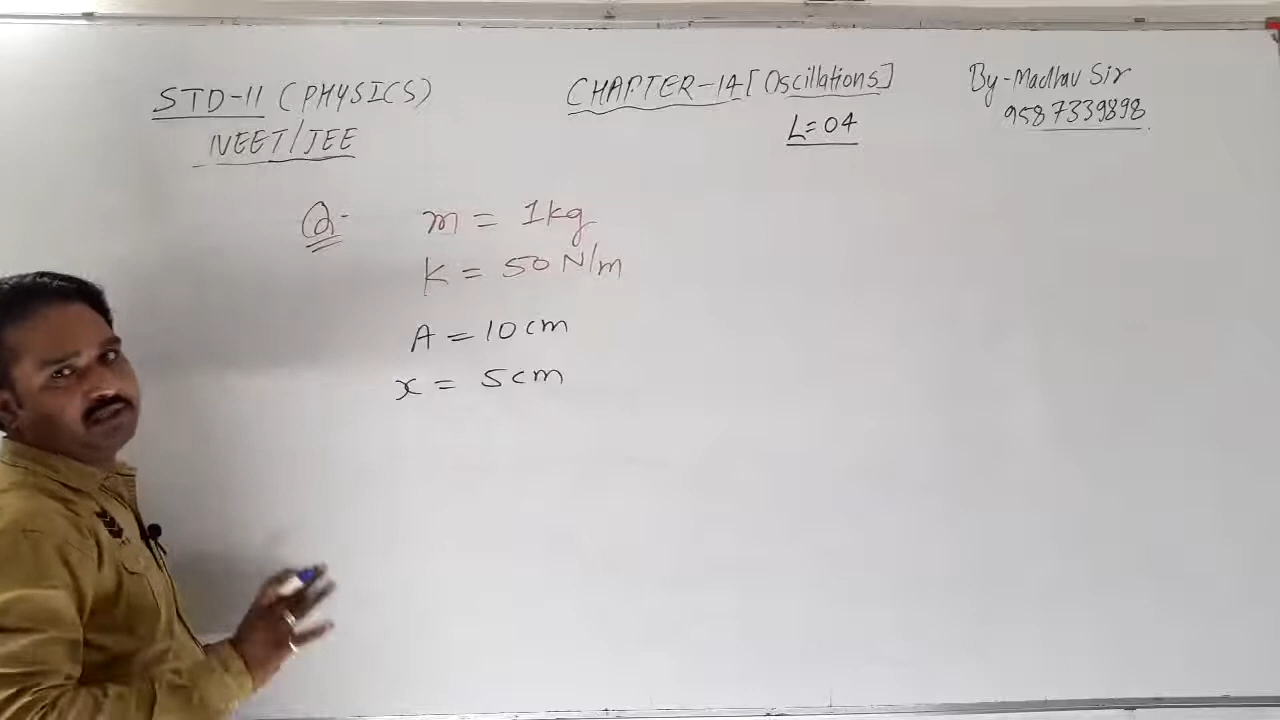 STD-11 (PHYSICS)
NEET/JEE
CHAPTER-14 [Oscillations]
L=04
By-Madhav Sir
9587339898
Q.
m = 1kg
K = 50 N/m
A = 10cm
x = 5cm